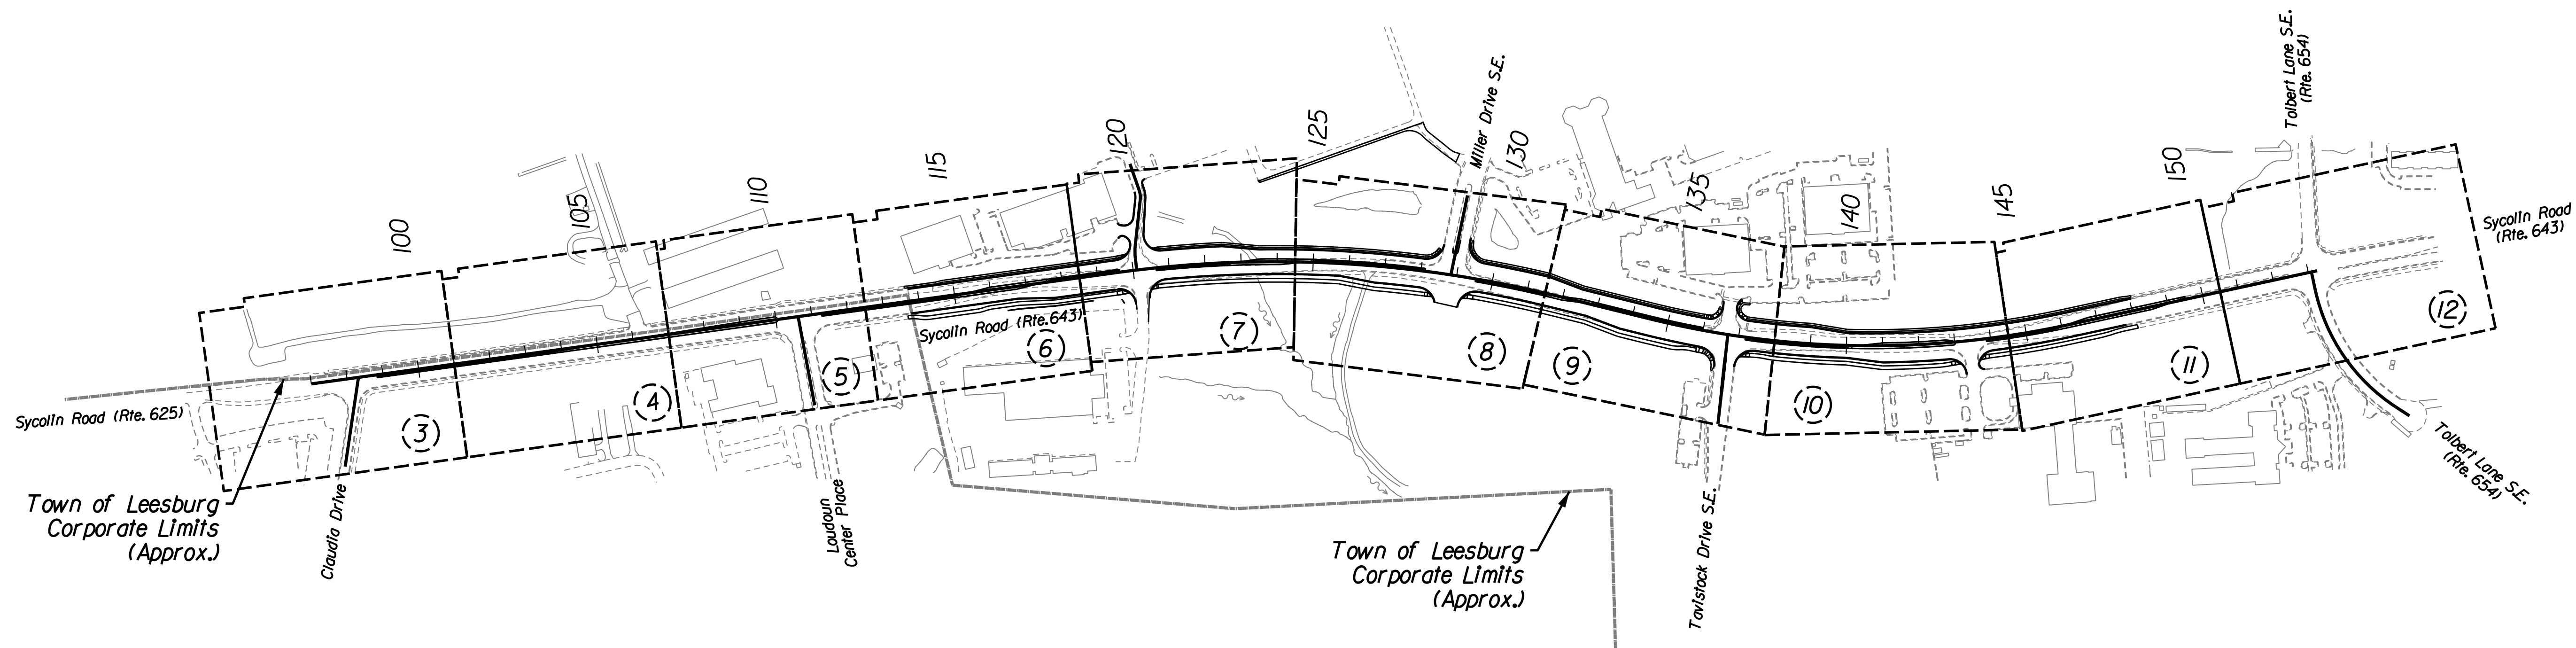 Tolbert Lane S.E.
(Rte. 654)
100
105
110
115
120
125
Miller Drive S.E.
130
135
140
145
150
Sycolin Road
(Rte. 643)
Sycolin Road (Rte. 625)
Sycolin Road (Rte. 643)
3
4
5
6
7
8
9
10
11
12
Town of Leesburg
Corporate Limits
(Approx.)
Claudia Drive
Loudoun
Center Place
Town of Leesburg
Corporate Limits
(Approx.)
Tavistock Drive S.E.
Tolbert Lane S.E.
(Rte. 654)